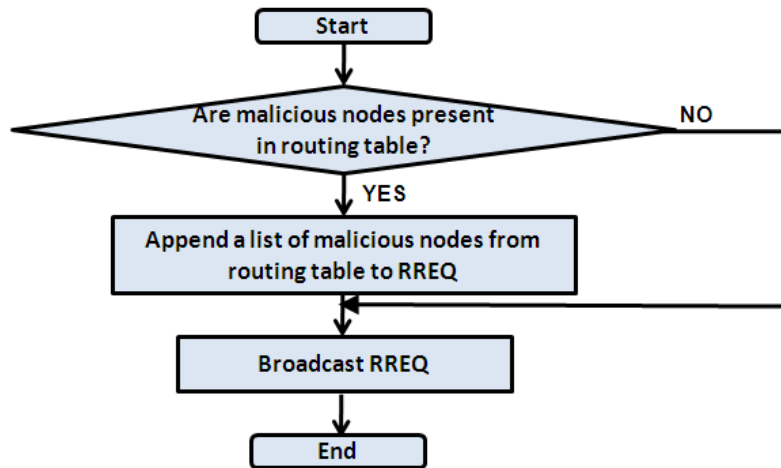 Start
Are malicious nodes present
in routing table?
NO
YES
Append a list of malicious nodes from
routing table to RREQ
Broadcast RREQ
End